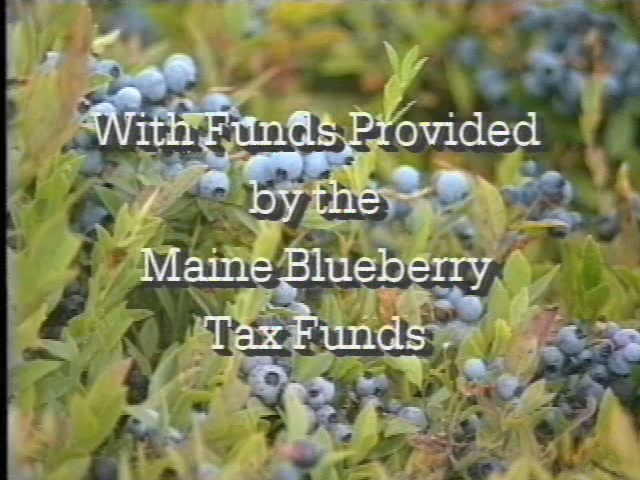 With Funds Provided
by the
Maine Blueberry
Tax Funds